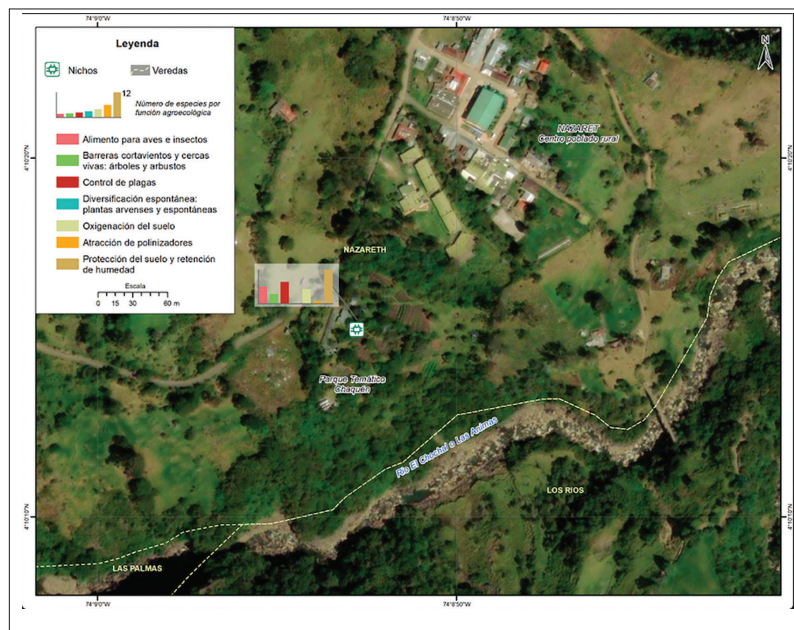 74°9'0"W
74°8'50"W
Leyenda
Nichos
Veredas
12
Número de especies por
función agroecológica
Alimento para aves e insectos
Barreras cortavientos y cercas
vivas: árboles y arbustos
Control de plagas
Diversificación espontánea:
plantas arvenses y espontáneas
Oxigenación del suelo
Atracción de polinizadores
Protección del suelo y retención
de humedad
Escala
0 15 30 60 m
N
NAZARET
Centro poblado rural
4°10'20"N
4°10'20"N
NAZARETH
Parque Temático
Chaquén
Río El Chochal o Las Animas
LOS RIOS
4°10'10"N
4°10'10"N
LAS PALMAS
74°9'0"W
74°8'50"W